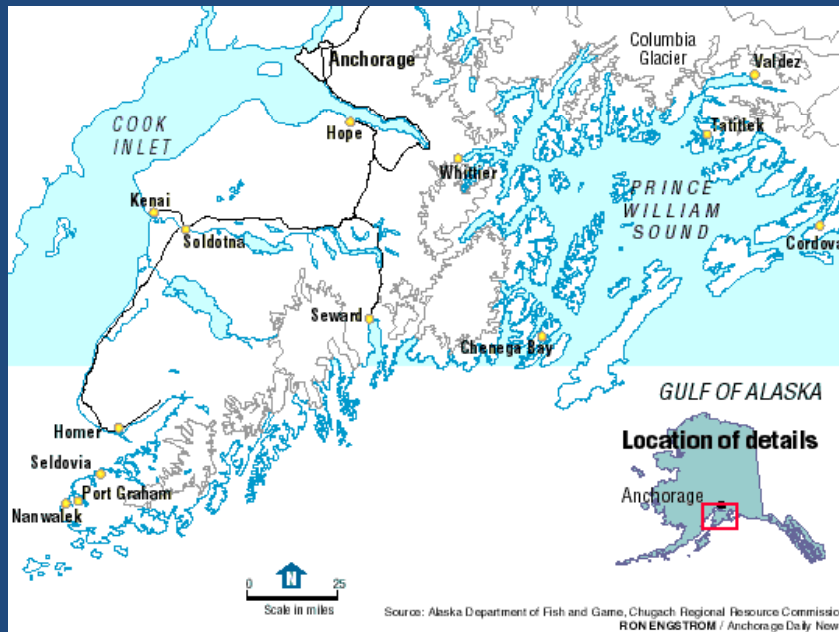 Columbia
Glacier
Valdez
Anchorage
COOK
INLET
Hope
Tatitlek
Whittier
PRINCE
WILLIAM
SOUND
Kenai
Soldotna
Cordova
Seward
Chenega Bay
GULF OF ALASKA
Homer
Location of details
Seldovia
Port Graham
Anchorage
Nanwalek
N
0 25
Scale in miles
Source: Alaska Department of Fish and Game, Chugach Regional Resource Commissio
RON ENGSTROM / Anchorage Daily New